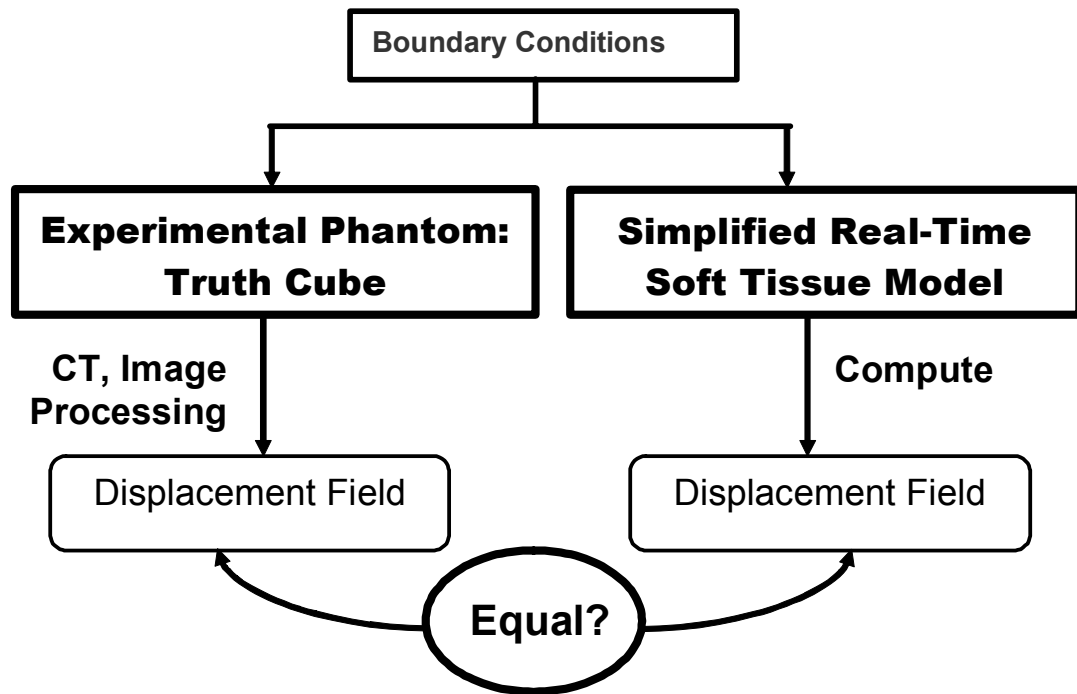 Boundary Conditions
Experimental Phantom:
Truth Cube
Simplified Real-Time
Soft Tissue Model
CT, Image
Processing
Compute
Displacement Field
Displacement Field
Equal?